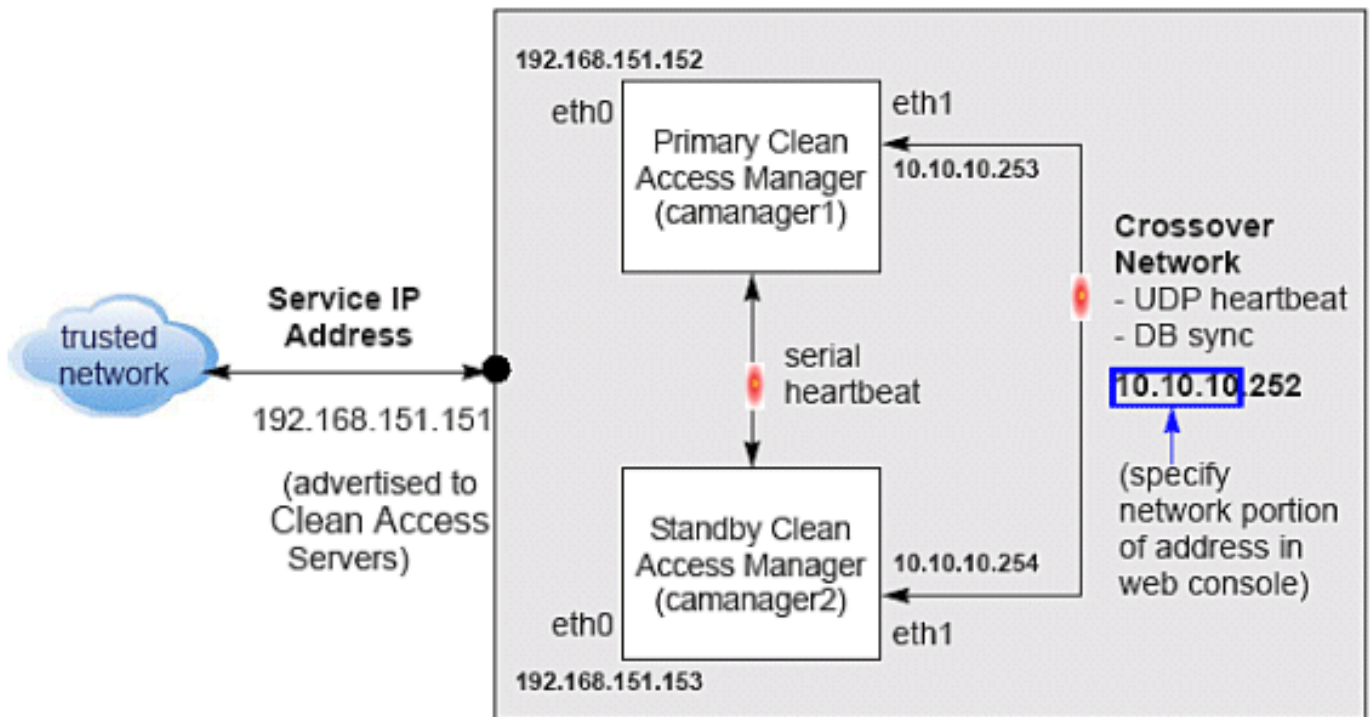 192.168.151.152
eth0
eth1
Primary Clean
Access Manager
(camanager1)
10.10.10.253
Crossover
Network
- UDP heartbeat
- DB sync
10.10.10.252
(specify
network portion
of address in
web console)
trusted
network
Service IP
Address
192.168.151.151
(advertised to
Clean Access
Servers)
serial
heartbeat
Standby Clean
Access Manager
(camanager2)
10.10.10.254
eth0
eth1
192.168.151.153